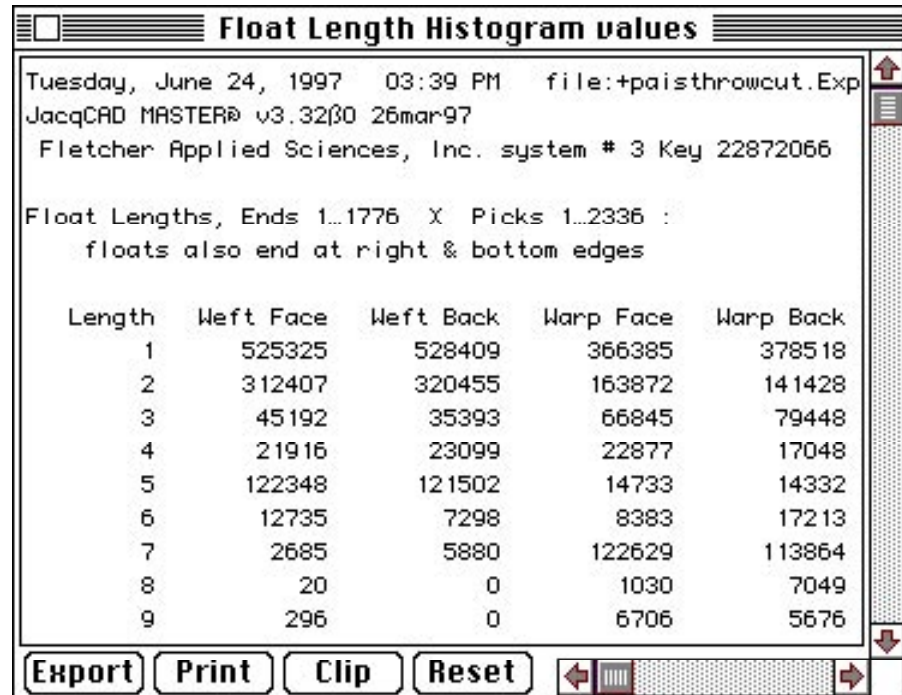 Float Length Histogram values
Tuesday, June 24, 1997 03:39 PM file:+paisthrowcut.Exp
JacqCAD MASTER® v3.32β0 26mar97
Fletcher Applied Sciences, Inc. system # 3 Key 22872066
Float Lengths, Ends 1…1776 X Picks 1…2336 :
floats also end at right & bottom edges
Length Weft Face Weft Back Warp Face Warp Back
1 525325 528409 366385 378518
2 312407 320455 163872 141428
3 45192 35393 66845 79448
4 21916 23099 22877 17048
5 122348 121502 14733 14332
6 12735 7298 8383 17213
7 2685 5880 122629 113864
8 20 0 1030 7049
9 296 0 6706 5676
Export Print Clip Reset